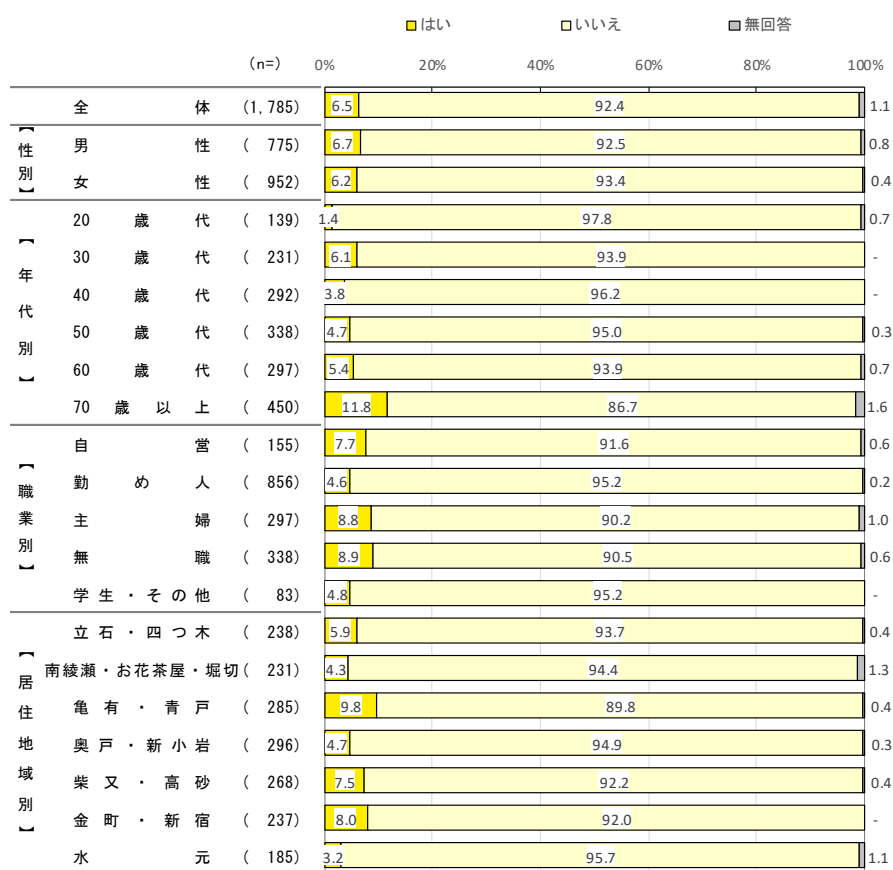 はい いいえ 無回答
(n=) 0% 20% 40% 60% 80% 100%
全体 (1,785) 6.5 92.4 1.1
【性別】
男性 ( 775) 6.7 92.5 0.8
女性 ( 952) 6.2 93.4 0.4
【年代別】
20歳代 ( 139) 1.4 97.8 0.7
30歳代 ( 231) 6.1 93.9 -
40歳代 ( 292) 3.8 96.2 -
50歳代 ( 338) 4.7 95.0 0.3
60歳代 ( 297) 5.4 93.9 0.7
70歳以上 ( 450) 11.8 86.7 1.6
【職業別】
自営 ( 155) 7.7 91.6 0.6
勤め人 ( 856) 4.6 95.2 0.2
主婦 ( 297) 8.8 90.2 1.0
無職 ( 338) 8.9 90.5 0.6
学生・その他 ( 83) 4.8 95.2 -
【居住地域別】
立石・四つ木 ( 238) 5.9 93.7 0.4
南綾瀬・お花茶屋・堀切 ( 231) 4.3 94.4 1.3
亀有・青戸 ( 285) 9.8 89.8 0.4
奥戸・新小岩 ( 296) 4.7 94.9 0.3
柴又・高砂 ( 268) 7.5 92.2 0.4
金町・新宿 ( 237) 8.0 92.0 -
水元 ( 185) 3.2 95.7 1.1